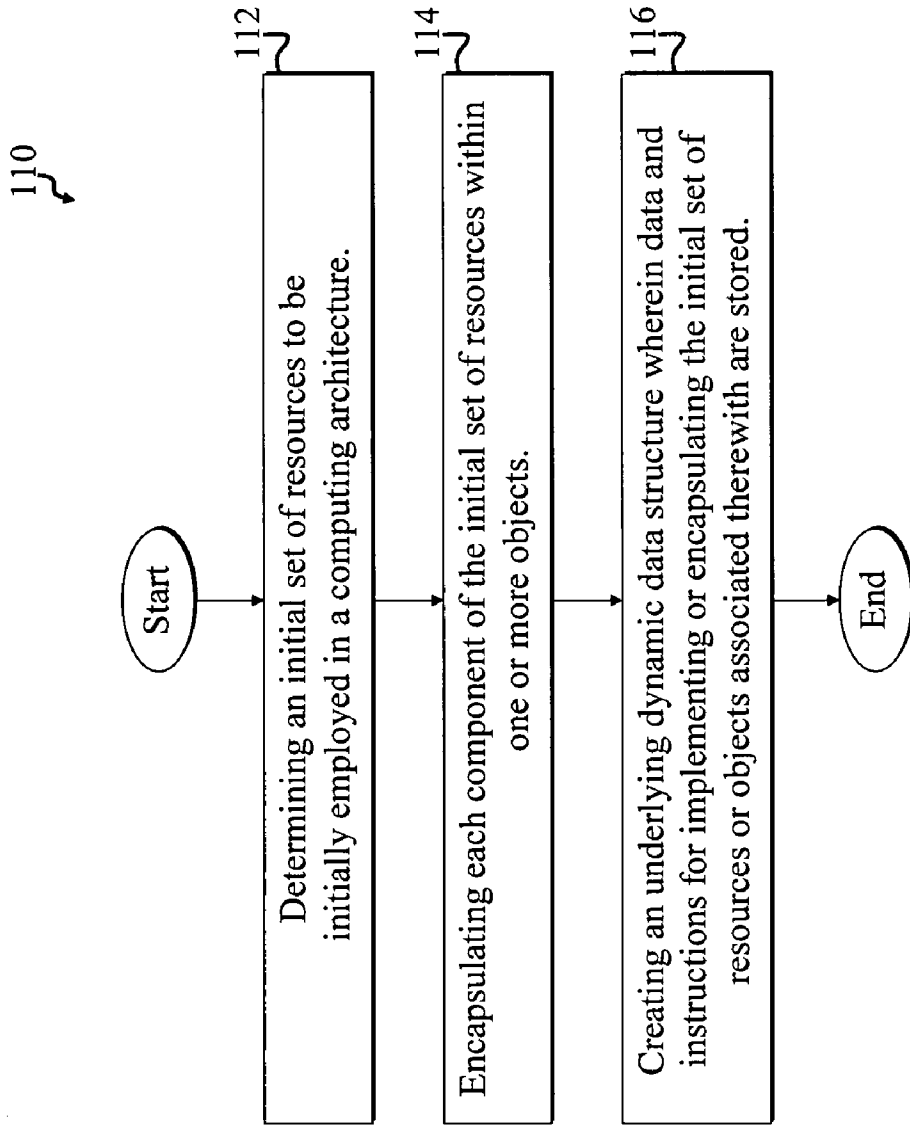 110
Start
112
Determining an initial set of resources to be
initially employed in a computing architecture.
114
Encapsulating each component of the initial set of resources within
one or more objects.
116
Creating an underlying dynamic data structure wherein data and
instructions for implementing or encapsulating the initial set of
resources or objects associated therewith are stored.
End